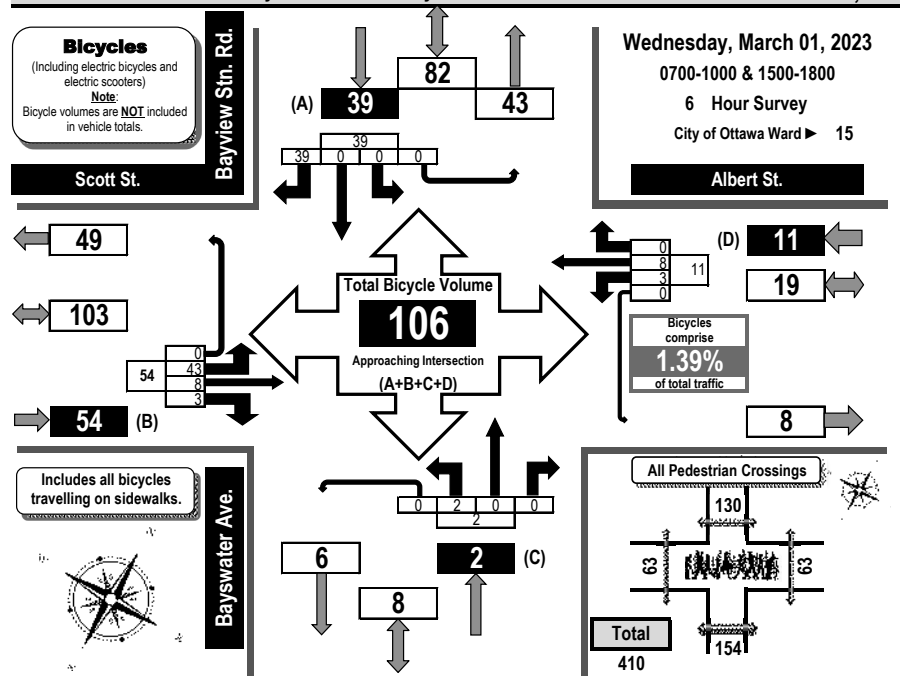 Bicycles
(Including electric bicycles and
electric scooters)
Note:
Bicycle volumes are NOT included
in vehicle totals.
Bayview Stn. Rd.
Scott St.
(A)
39
82
43
39
39 0 0 0
Wednesday, March 01, 2023
0700-1000 & 1500-1800
6 Hour Survey
City of Ottawa Ward ► 15
Albert St.
49
103
54
0
43
8
3
54
(B)
Total Bicycle Volume
106
Approaching Intersection
(A+B+C+D)
0
8
3
0
11
(D)
11
19
Bicycles
comprise
1.39%
of total traffic
8
Includes all bicycles
travelling on sidewalks.
Bayswater Ave.
0 2 0 0
2
6
2
(C)
8
All Pedestrian Crossings
130
63
63
154
Total
410